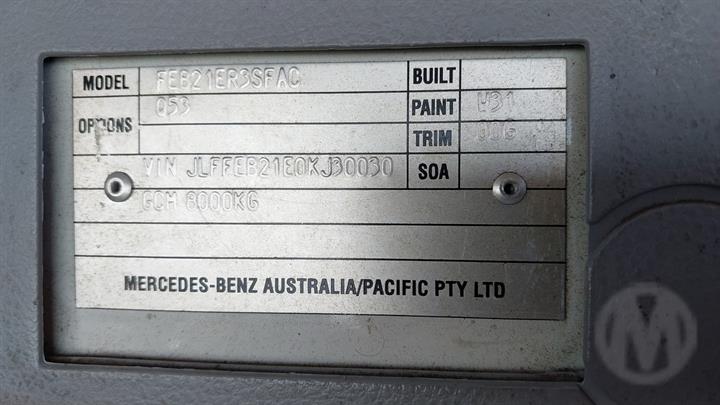 MODEL FEB21ER3SFAC BUILT
OPTIONS Q53 PAINT W31
TRIM
VIN JLFFEB21E0KJ30030 SOA
GCM 8000KG
MERCEDES-BENZ AUSTRALIA/PACIFIC PTY LTD
M